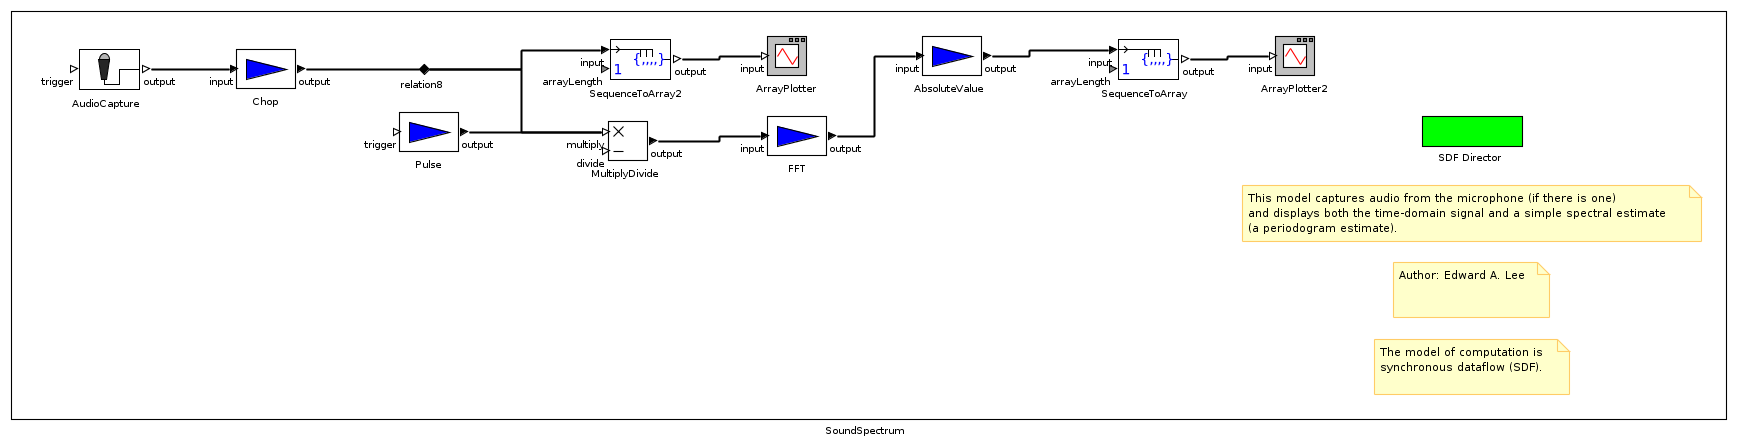 trigger
output
AudioCapture
input
output
Chop
relation8
trigger
output
Pulse
input
arrayLength
1
{,,,,}
output
SequenceToArray2
input
ArrayPlotter
multiply
divide
output
MultiplyDivide
input
output
FFT
input
output
AbsoluteValue
input
arrayLength
1
{,,,,}
output
SequenceToArray
input
ArrayPlotter2
SDF Director
This model captures audio from the microphone (if there is one)
and displays both the time-domain signal and a simple spectral estimate
(a periodogram estimate).
Author: Edward A. Lee
The model of computation is
synchronous dataflow (SDF).
SoundSpectrum